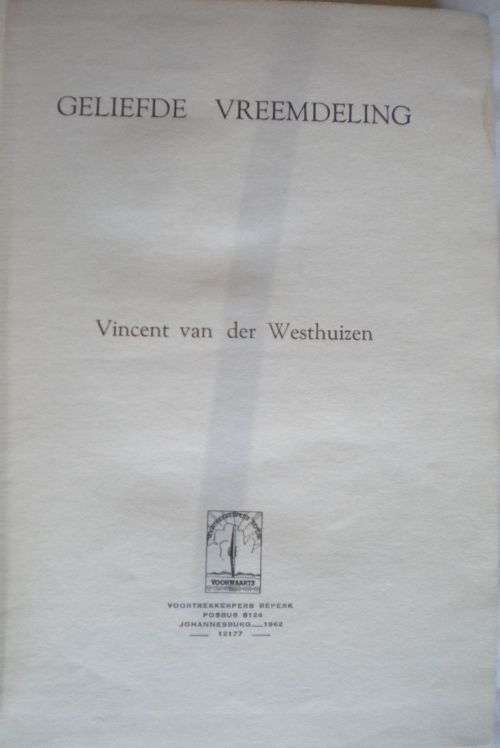 GELIEFDE VREEMDELING
Vincent van der Westhuizen
VOORWAARTS
VOORTREKKERPERS BEPERK
POSBUS 8124
JOHANNESBURG—1962
— 12177 —